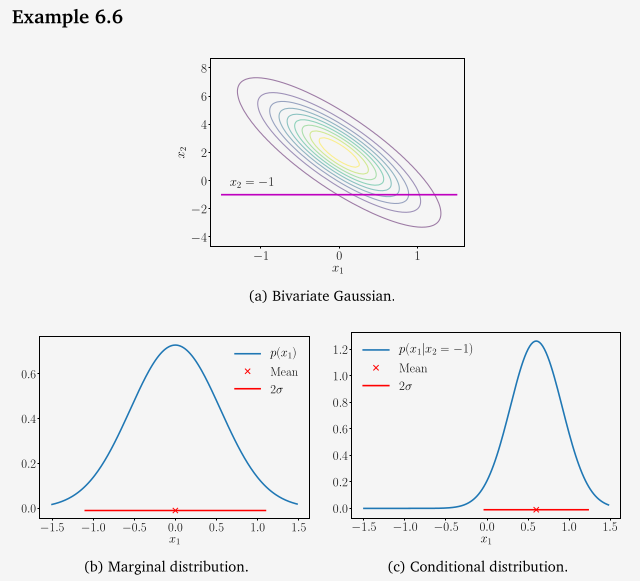 Example 6.6
8
6
4
2
0
−2
−4
x₂
x₂ = −1
−1 0 1
x₁
(a) Bivariate Gaussian.
p(x₁)
Mean
2σ
0.6
0.4
0.2
0.0
−1.5 −1.0 −0.5 0.0 0.5 1.0 1.5
x₁
(b) Marginal distribution.
p(x₁|x₂ = −1)
Mean
2σ
1.2
1.0
0.8
0.6
0.4
0.2
0.0
−1.5 −1.0 −0.5 0.0 0.5 1.0 1.5
x₁
(c) Conditional distribution.